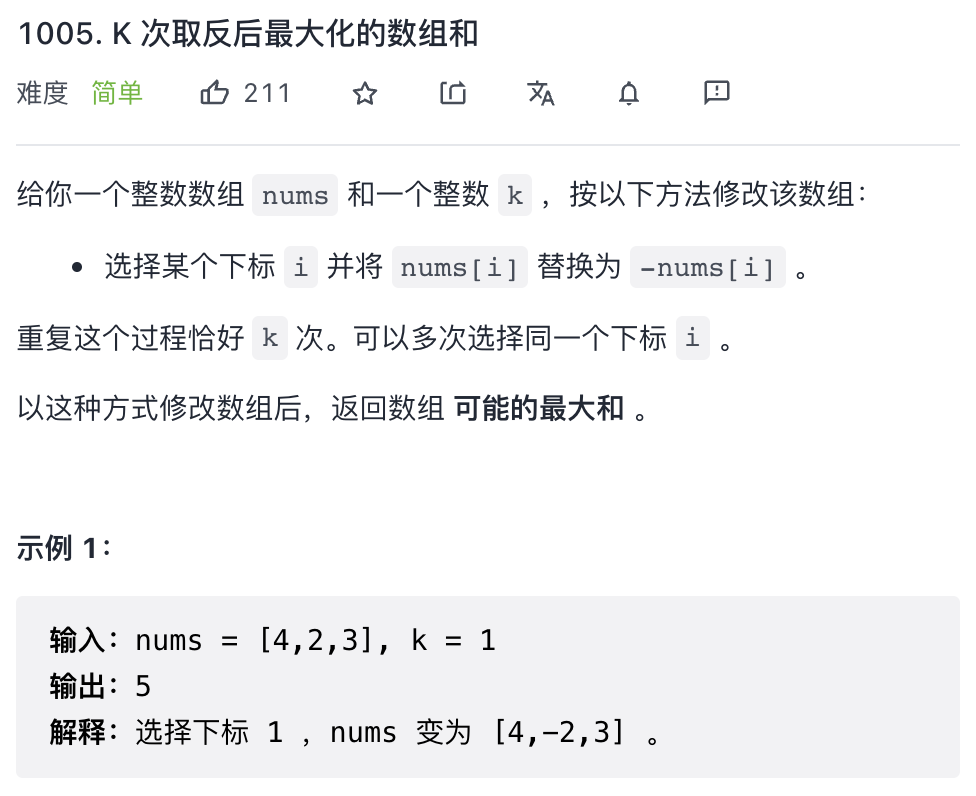 1005. K 次取反后最大化的数组和
难度 简单 211
给你一个整数数组 nums 和一个整数 k ，按以下方法修改该数组：
• 选择某个下标 i 并将 nums[i] 替换为 -nums[i] 。
重复这个过程恰好 k 次。可以多次选择同一个下标 i 。
以这种方式修改数组后，返回数组 可能的最大和 。
示例 1：
输入：nums = [4,2,3], k = 1
输出：5
解释：选择下标 1 ，nums 变为 [4,-2,3] 。